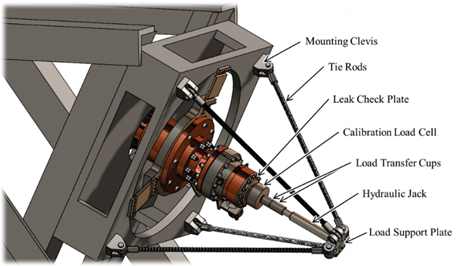 Mounting Clevis
Tie Rods
Leak Check Plate
Calibration Load Cell
Load Transfer Cups
Hydraulic Jack
Load Support Plate